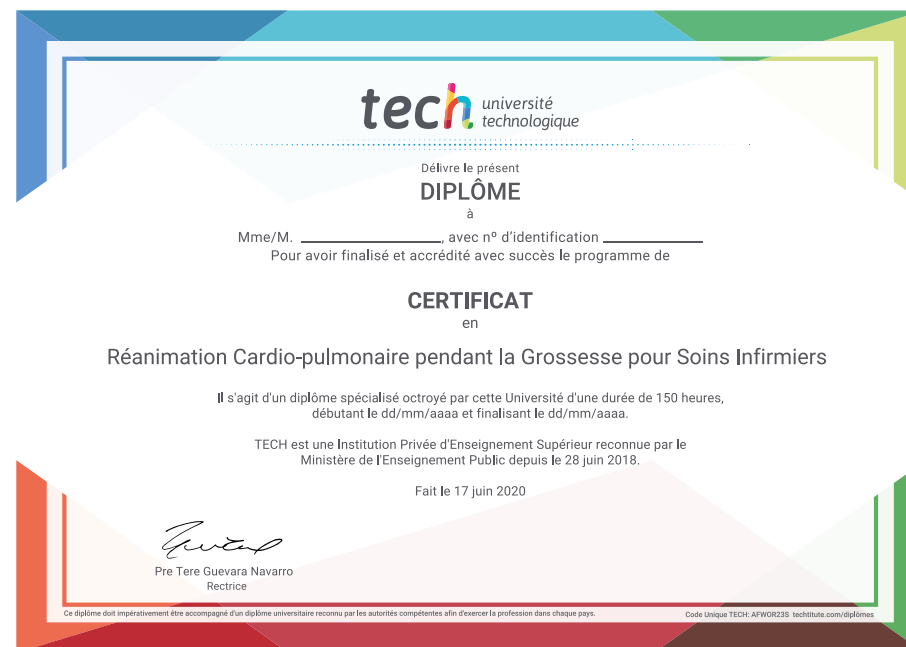 tech université
technologique
Délivre le présent
DIPLÔME
à
Mme/M. ____________________, avec nº d'identification ______________
Pour avoir finalisé et accrédité avec succès le programme de
CERTIFICAT
en
Réanimation Cardio-pulmonaire pendant la Grossesse pour Soins Infirmiers
Il s'agit d'un diplôme spécialisé octroyé par cette Université d'une durée de 150 heures,
débutant le dd/mm/aaaa et finalisant le dd/mm/aaaa.
TECH est une Institution Privée d'Enseignement Supérieur reconnue par le
Ministère de l'Enseignement Public depuis le 28 juin 2018.
Fait le 17 juin 2020
Pre Tere Guevara Navarro
Rectrice
Ce diplôme doit impérativement être accompagné d'un diplôme universitaire reconnu par les autorités compétentes afin d'exercer la profession dans chaque pays.
Code Unique TECH: AFWOR23S techtitute.com/diplômes